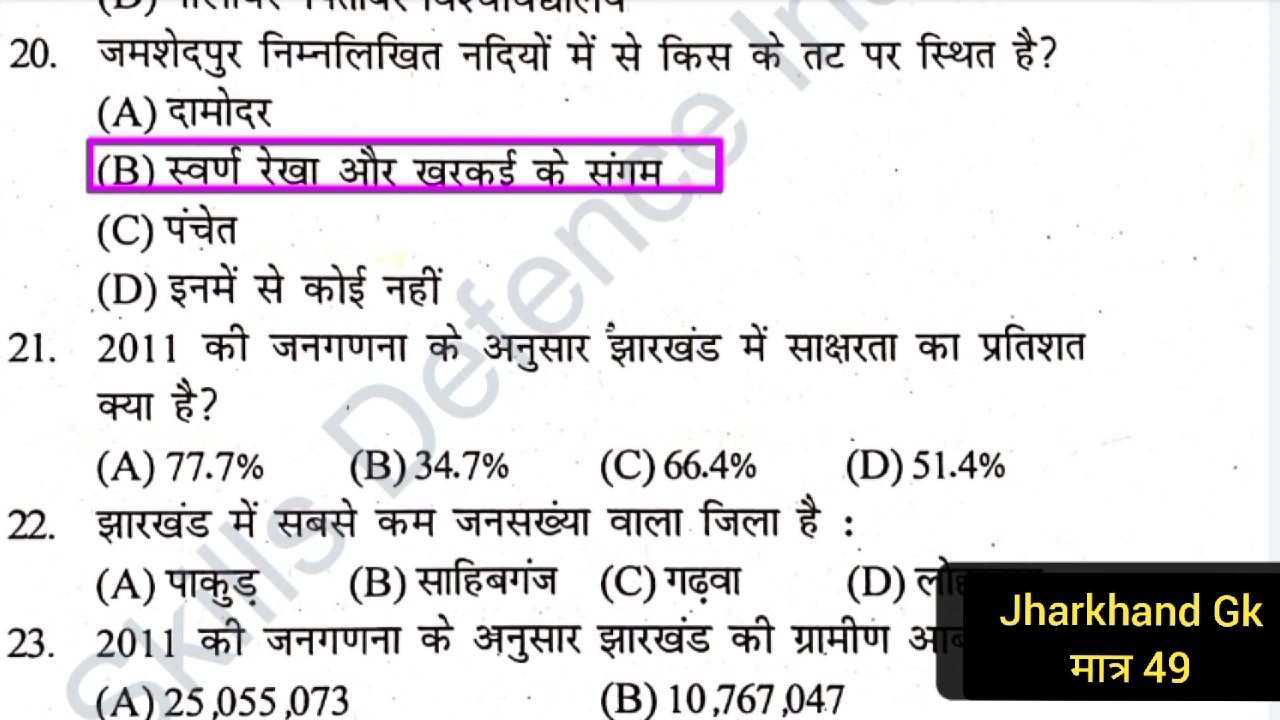 20. जमशेदपुर निम्नलिखित नदियों में से किस के तट पर स्थित है?
(A) दामोदर
(B) स्वर्ण रेखा और खरकई के संगम
(C) पंचेत
(D) इनमें से कोई नहीं
21. 2011 की जनगणना के अनुसार झारखंड में साक्षरता का प्रतिशत
क्या है?
(A) 77.7% (B) 34.7% (C) 66.4% (D) 51.4%
22. झारखंड में सबसे कम जनसख्ंया वाला जिला है :
(A) पाकुड़ (B) साहिबगंज (C) गढ़वा (D)
23. 2011 की जनगणना के अनुसार झारखंड की ग्रामीण
(A) 25,055,073 (B) 10,767,047
Jharkhand Gk
मात्र 49
Skills Defence